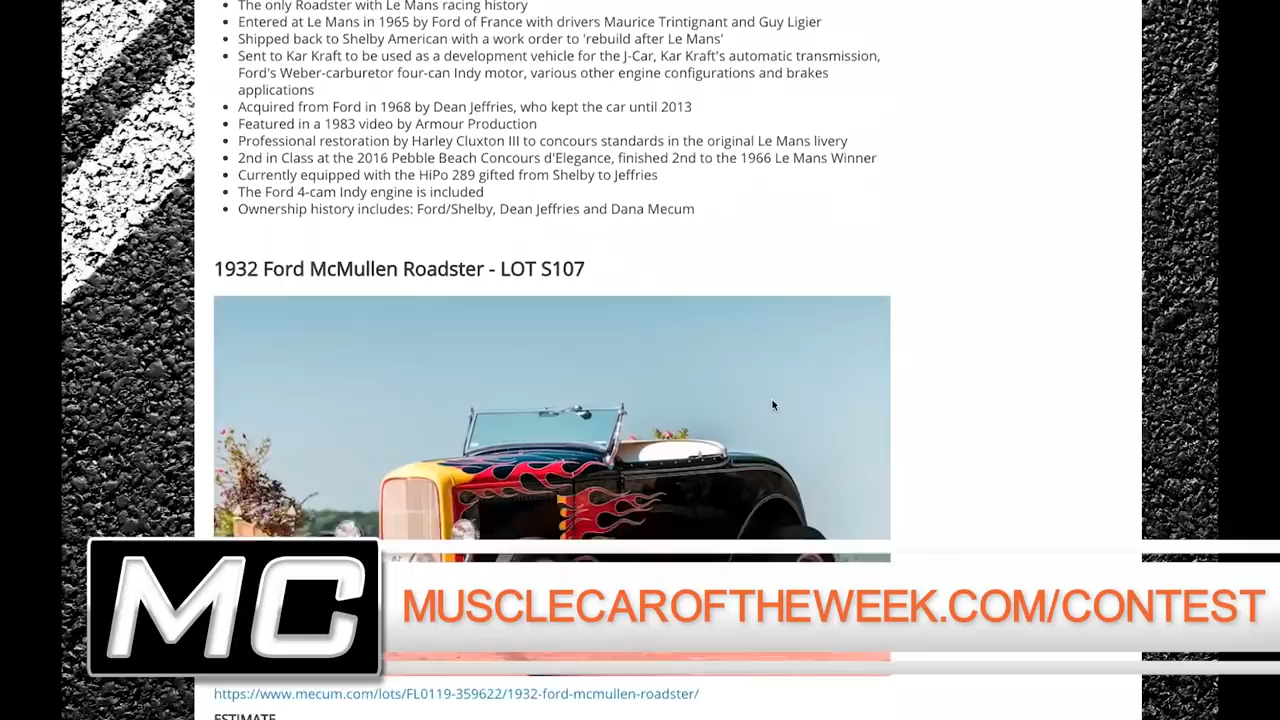 The only Roadster with Le Mans racing history
Entered at Le Mans in 1965 by Ford of France with drivers Maurice Trintignant and Guy Ligier
Shipped back to Shelby American with a work order to 'rebuild after Le Mans'
Sent to Kar Kraft to be used as a development vehicle for the J-Car, Kar Kraft's automatic transmission,
Ford's Weber-carburetor four-can Indy motor, various other engine configurations and brakes
applications
Acquired from Ford in 1968 by Dean Jeffries, who kept the car until 2013
Featured in a 1983 video by Armour Production
Professional restoration by Harley Cluxton III to concours standards in the original Le Mans livery
2nd in Class at the 2016 Pebble Beach Concours d'Elegance, finished 2nd to the 1966 Le Mans Winner
Currently equipped with the HiPo 289 gifted from Shelby to Jeffries
The Ford 4-cam Indy engine is included
Ownership history includes: Ford/Shelby, Dean Jeffries and Dana Mecum
1932 Ford McMullen Roadster - LOT S107
MC
MUSCLECAROFTHEWEEK.COM/CONTEST
https://www.mecum.com/lots/FL0119-359622/1932-ford-mcmullen-roadster/
ESTIMATE